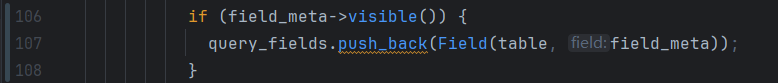 106 if (field_meta->visible()) {
107 query_fields.push_back(Field(table, field: field_meta));
108 }